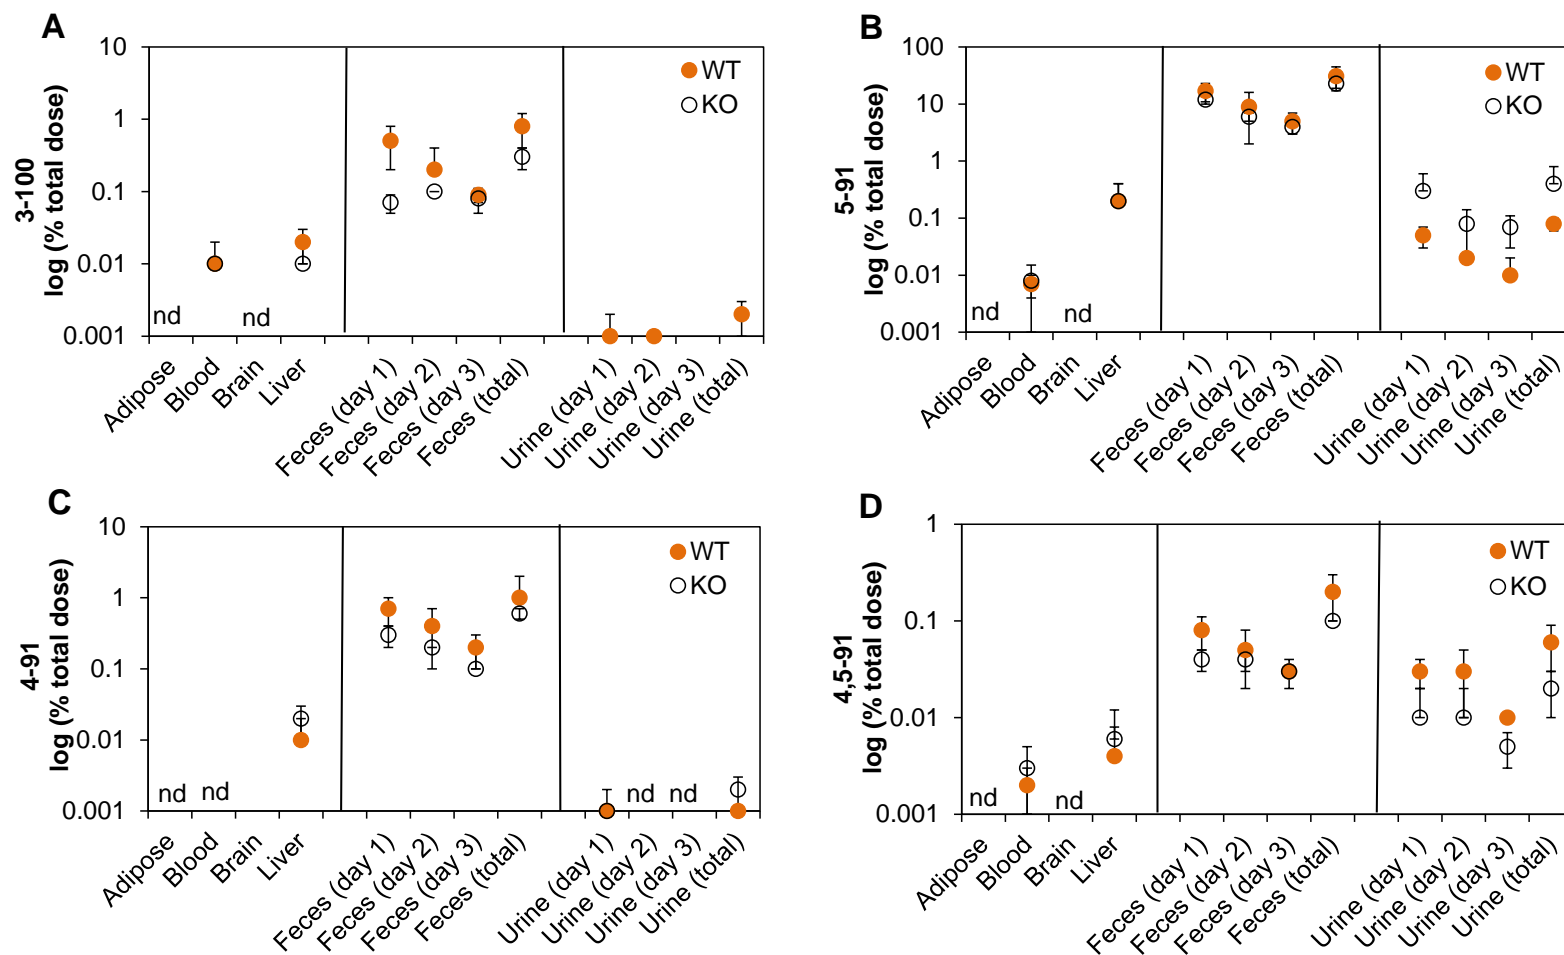 A
3-100
log (% total dose)
10
1
0.1
0.01
0.001
WT
KO
nd
nd
Adipose
Blood
Brain
Liver
Feces (day 1)
Feces (day 2)
Feces (day 3)
Feces (total)
Urine (day 1)
Urine (day 2)
Urine (day 3)
Urine (total)
B
5-91
log (% total dose)
100
10
1
0.1
0.01
0.001
WT
KO
nd
nd
Adipose
Blood
Brain
Liver
Feces (day 1)
Feces (day 2)
Feces (day 3)
Feces (total)
Urine (day 1)
Urine (day 2)
Urine (day 3)
Urine (total)
C
4-91
log (% total dose)
10
1
0.1
0.01
0.001
WT
KO
nd
nd
nd
nd
Adipose
Blood
Brain
Liver
Feces (day 1)
Feces (day 2)
Feces (day 3)
Feces (total)
Urine (day 1)
Urine (day 2)
Urine (day 3)
Urine (total)
D
4,5-91
log (% total dose)
1
0.1
0.01
0.001
WT
KO
nd
nd
Adipose
Blood
Brain
Liver
Feces (day 1)
Feces (day 2)
Feces (day 3)
Feces (total)
Urine (day 1)
Urine (day 2)
Urine (day 3)
Urine (total)